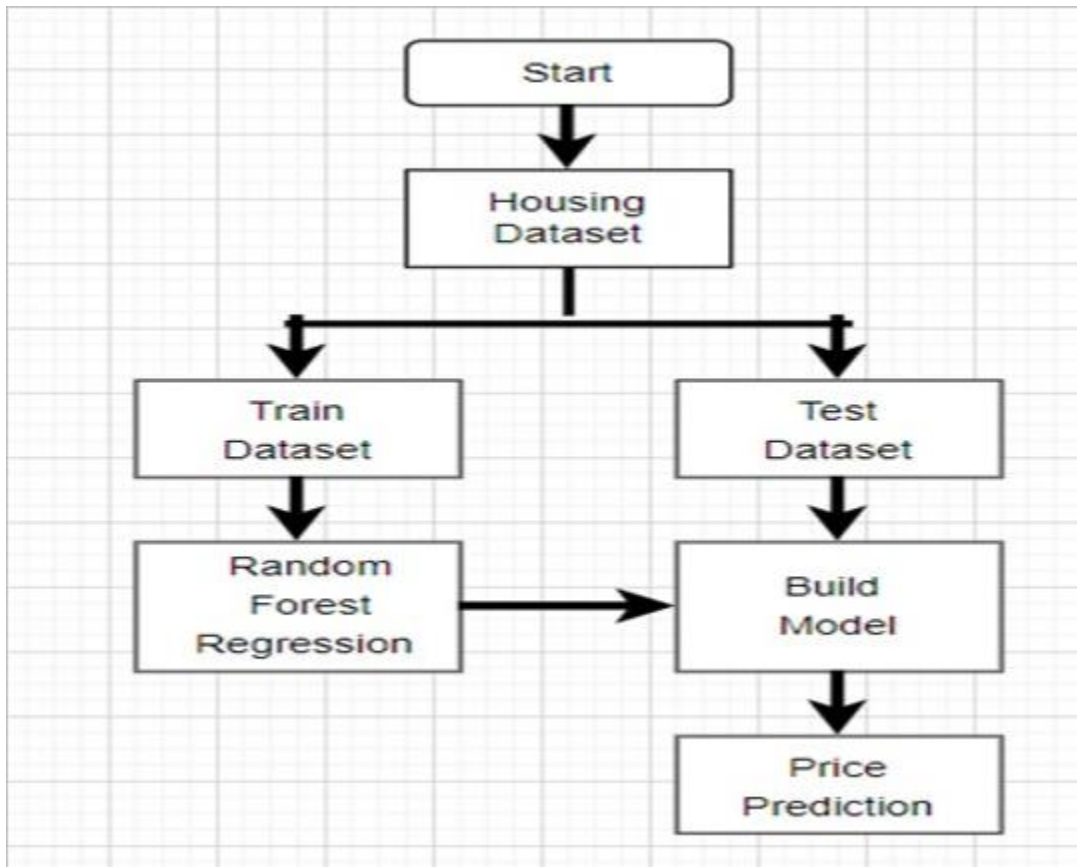 Start
Housing
Dataset
Train
Dataset
Test
Dataset
Random
Forest
Regression
Build
Model
Price
Prediction